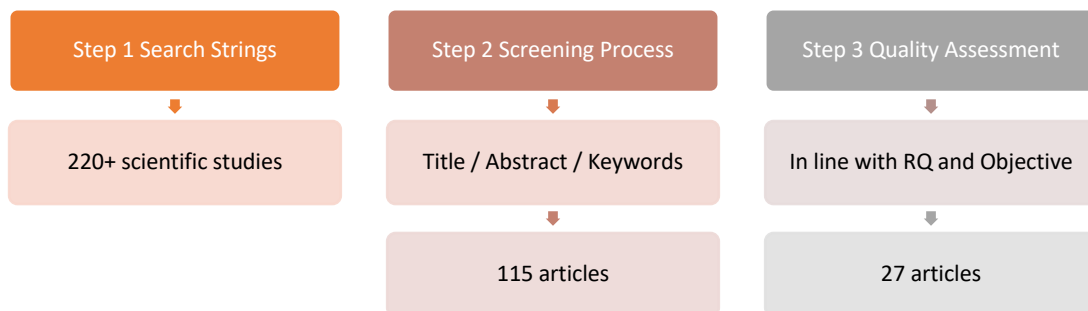 Step 1 Search Strings
220+ scientific studies
Step 2 Screening Process
Title / Abstract / Keywords
115 articles
Step 3 Quality Assessment
In line with RQ and Objective
27 articles